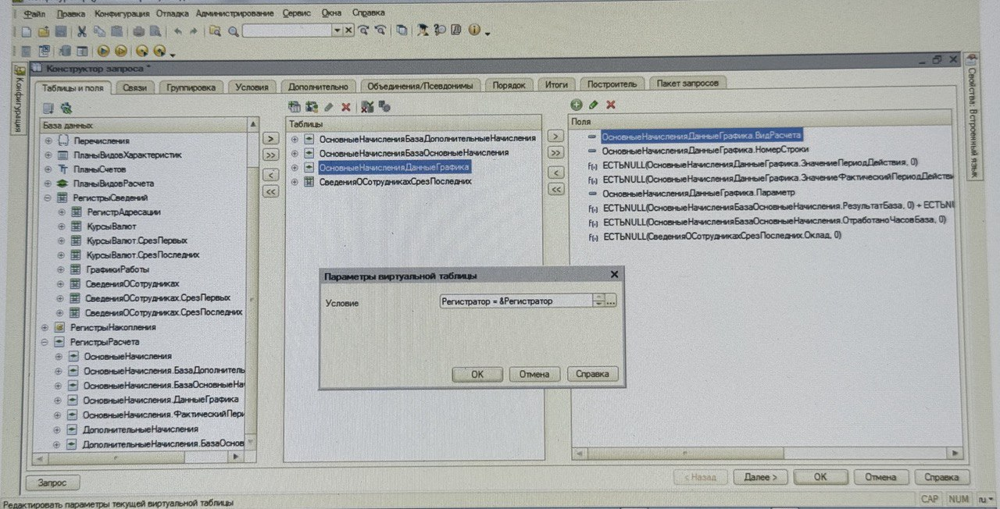 Файл Правка Конфигурация Отладка Администрирование Сервис Окна Справка
Конструктор запроса *
Таблицы и поля Связи Группировка Условия Дополнительно Объединения/Псевдонимы Порядок Итоги Построитель Пакет запросов
База данных
Перечисления
ПланыВидовХарактеристик
ПланыСчетов
ПланыВидовРасчета
РегистрыСведений
РегистрАдресации
КурсыВалют
КурсыВалют.СрезПервых
КурсыВалют.СрезПоследних
ГрафикиРаботы
СведенияОСотрудниках
СведенияОСотрудниках.СрезПервых
СведенияОСотрудниках.СрезПоследних
РегистрыНакопления
РегистрыРасчета
ОсновныеНачисления
ОсновныеНачисления.БазаДополнитель
ОсновныеНачисления.БазаОсновныеНа
ОсновныеНачисления.ДанныеГрафика
ОсновныеНачисления.ФактическийПери
ДополнительныеНачисления
ДополнительныеНачисления.БазаОснов
Таблицы
ОсновныеНачисленияБазаДополнительныеНачисления
ОсновныеНачисленияБазаОсновныеНачисления
ОсновныеНачисленияДанныеГрафика
СведенияОСотрудникахСрезПоследних
Поля
ОсновныеНачисленияДанныеГрафика.ВидРасчета
ОсновныеНачисленияДанныеГрафика.НомерСтроки
ЕСТЬNULL(ОсновныеНачисленияДанныеГрафика.ЗначениеПериодДействия, 0)
ЕСТЬNULL(ОсновныеНачисленияДанныеГрафика.ЗначениеФактическийПериодДейств
ОсновныеНачисленияДанныеГрафика.Параметр
ЕСТЬNULL(ОсновныеНачисленияБазаОсновныеНачисления.РезультатБаза, 0) + ЕСТЬN
ЕСТЬNULL(ОсновныеНачисленияБазаОсновныеНачисления.ОтработаноЧасовБаза, 0)
ЕСТЬNULL(СведенияОСотрудникахСрезПоследних.Оклад, 0)
Параметры виртуальной таблицы
Условие Регистратор = &Регистратор
OK Отмена Справка
Запрос < Назад Далее > OK Отмена Справка
Редактировать параметры текущей виртуальной таблицы CAP NUM ru
Конфигурация
Свойства: Встроенный язык